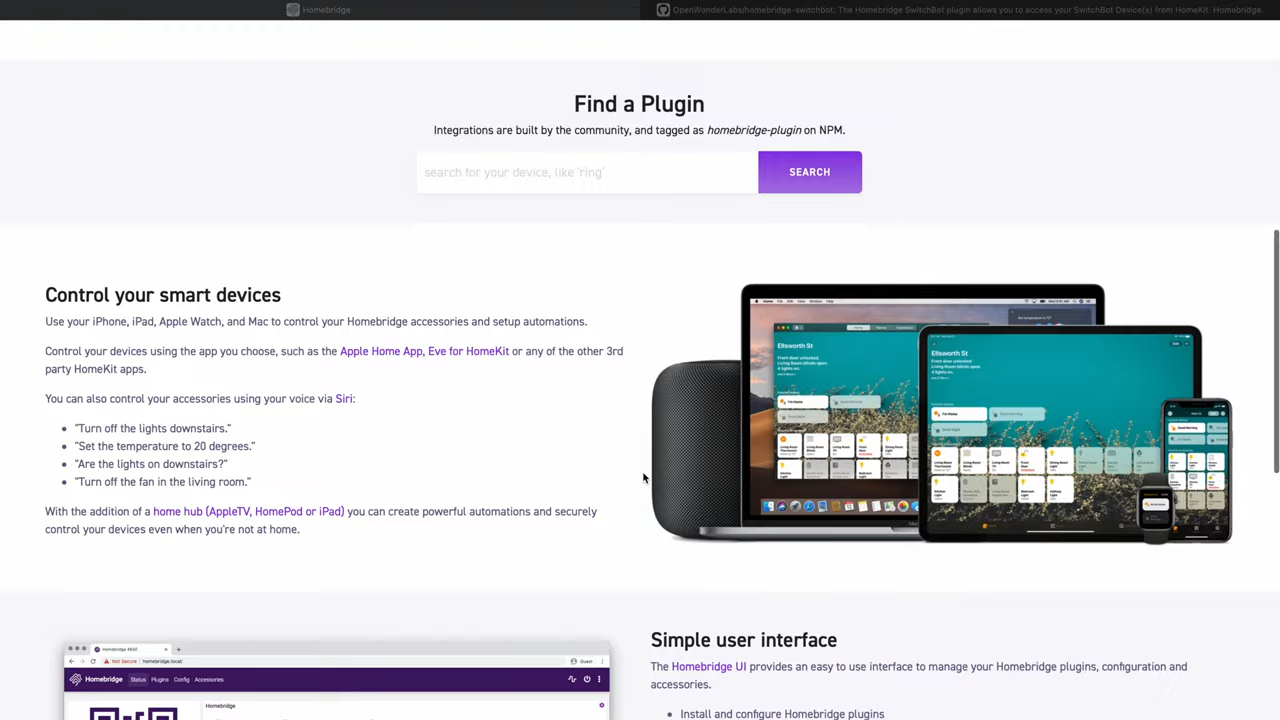 Homebridge
OpenWonderLabs/homebridge-switchbot: The Homebridge SwitchBot plugin allows you to access your SwitchBot Device(s) from HomeKit. Homebridge.
Find a Plugin
Integrations are built by the community, and tagged as homebridge-plugin on NPM.
search for your device, like 'ring'
SEARCH
Control your smart devices
Use your iPhone, iPad, Apple Watch, and Mac to control your Homebridge accessories and setup automations.
Control your devices using the app you choose, such as the Apple Home App, Eve for HomeKit or any of the other 3rd
party HomeKit apps.
You can also control your accessories using your voice via Siri:
"Turn off the lights downstairs."
"Set the temperature to 20 degrees."
"Are the lights on downstairs?"
"Turn off the fan in the living room."
With the addition of a home hub (AppleTV, HomePod or iPad) you can create powerful automations and securely
control your devices even when you're not at home.
Ellsworth St
Ellsworth St
Simple user interface
The Homebridge UI provides an easy to use interface to manage your Homebridge plugins, configuration and
accessories.
Install and configure Homebridge plugins
Not Secure
homebridge.local/
Guest
Homebridge
Status
Plugins
Config
Accessories
Homebridge